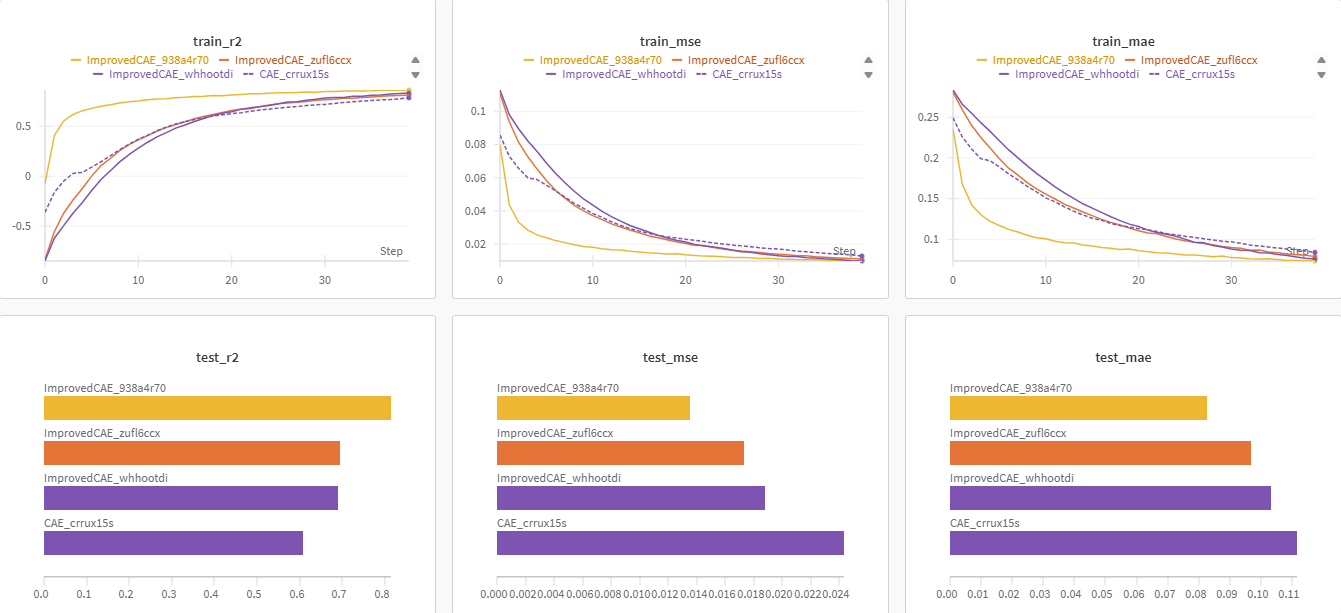 train_r2
ImprovedCAE_938a4r70 ImprovedCAE_zufl6ccx
ImprovedCAE_whhootdi CAE_crrux15s
0.5
0
-0.5
Step
0 10 20 30
train_mse
ImprovedCAE_938a4r70 ImprovedCAE_zufl6ccx
ImprovedCAE_whhootdi CAE_crrux15s
0.1
0.08
0.06
0.04
0.02
Step
0 10 20 30
train_mae
ImprovedCAE_938a4r70 ImprovedCAE_zufl6ccx
ImprovedCAE_whhootdi CAE_crrux15s
0.25
0.2
0.15
0.1
Step
0 10 20 30
test_r2
ImprovedCAE_938a4r70
ImprovedCAE_zufl6ccx
ImprovedCAE_whhootdi
CAE_crrux15s
0.0 0.1 0.2 0.3 0.4 0.5 0.6 0.7 0.8
test_mse
ImprovedCAE_938a4r70
ImprovedCAE_zufl6ccx
ImprovedCAE_whhootdi
CAE_crrux15s
0.000 0.002 0.004 0.006 0.008 0.010 0.012 0.014 0.016 0.018 0.020 0.022 0.024
test_mae
ImprovedCAE_938a4r70
ImprovedCAE_zufl6ccx
ImprovedCAE_whhootdi
CAE_crrux15s
0.00 0.01 0.02 0.03 0.04 0.05 0.06 0.07 0.08 0.09 0.10 0.11